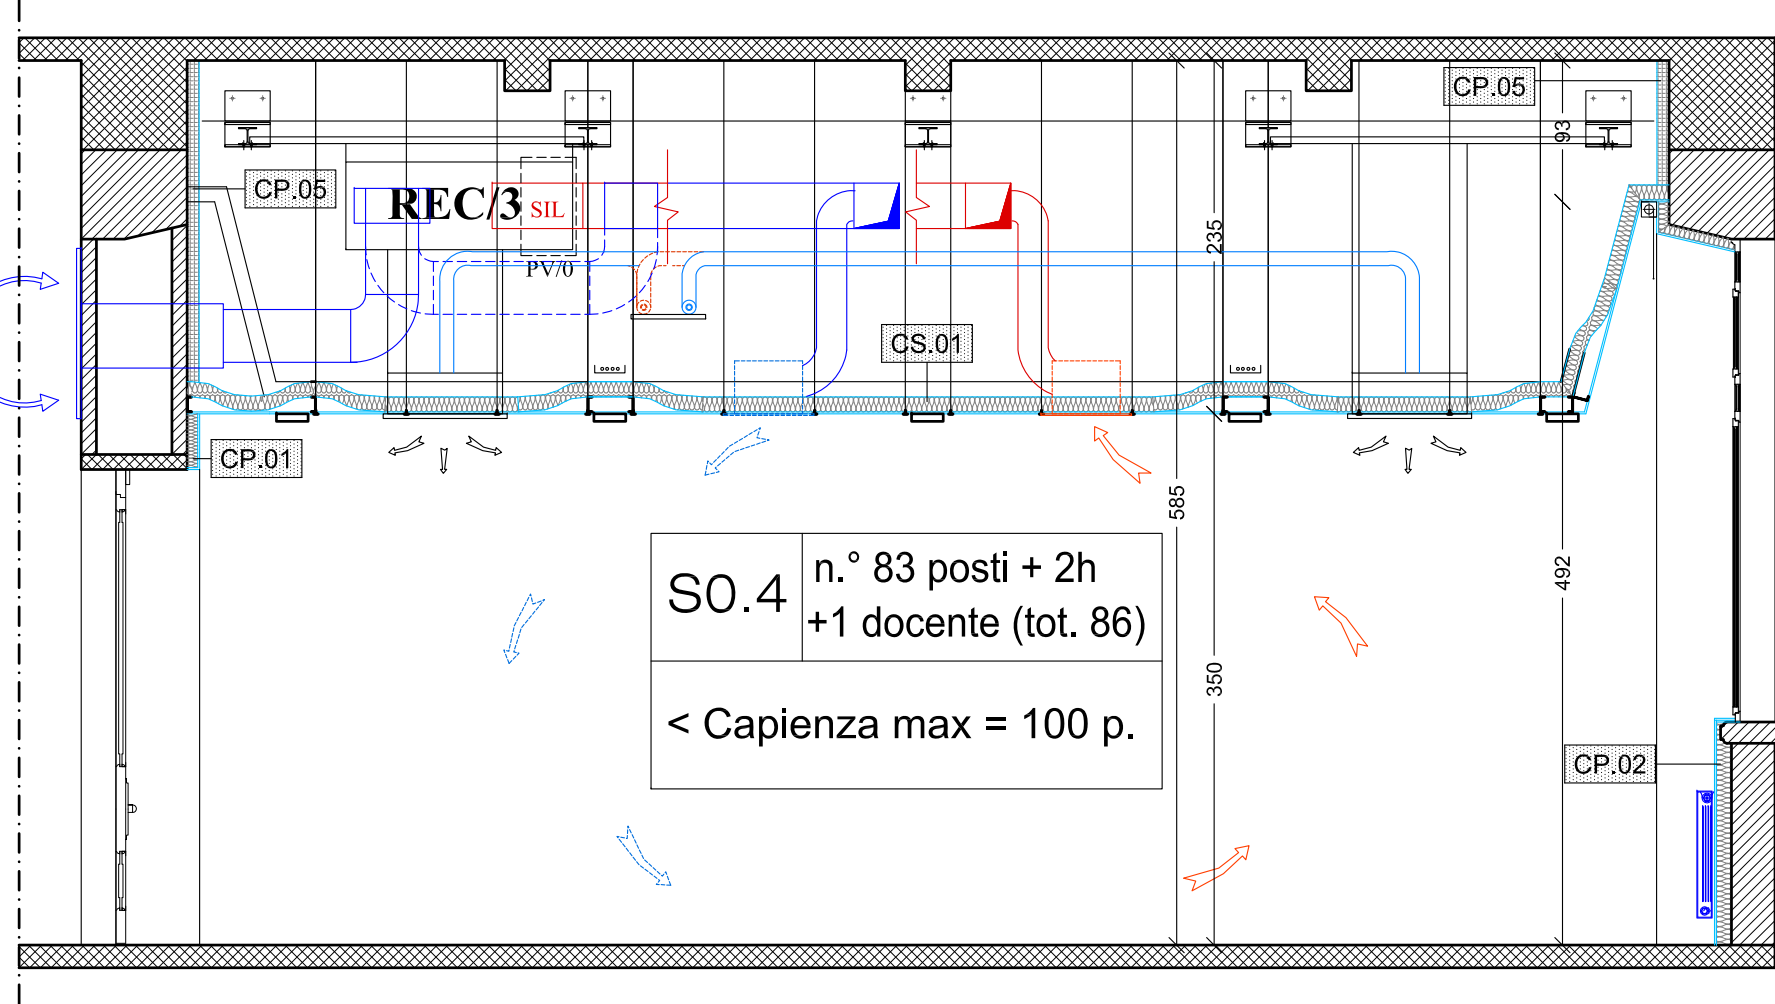 CP.05
93
CP.05
REC/3
SIL
235
PV/0
CS.01
CP.01
585
492
S0.4
n.° 83 posti + 2h
+1 docente (tot. 86)
350
< Capienza max = 100 p.
CP.02